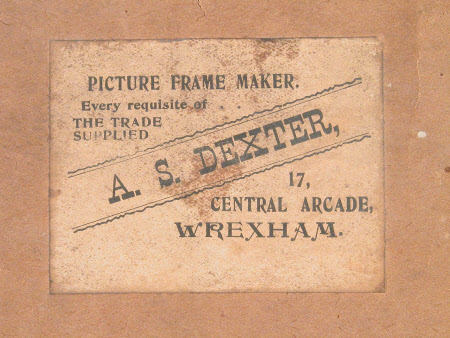 PICTURE FRAME MAKER.
Every requisite of
THE TRADE
SUPPLIED
A. S. DEXTER,
17,
CENTRAL ARCADE,
WREXHAM.